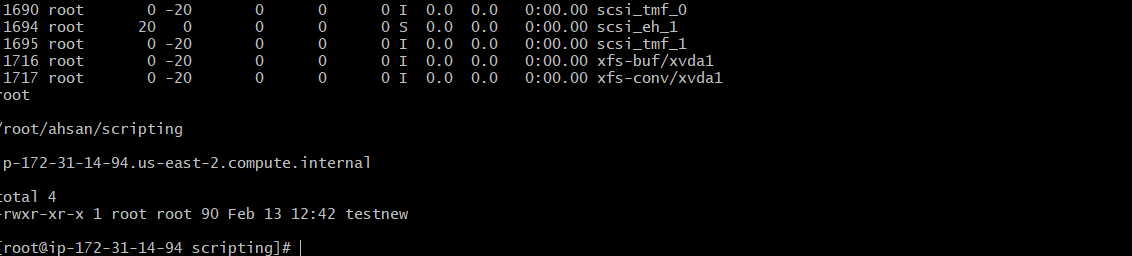 1690 root 0 -20 0 0 0 I 0.0 0.0 0:00.00 scsi_tmf_0
1694 root 20 0 0 0 0 S 0.0 0.0 0:00.00 scsi_eh_1
1695 root 0 -20 0 0 0 I 0.0 0.0 0:00.00 scsi_tmf_1
1716 root 0 -20 0 0 0 I 0.0 0.0 0:00.00 xfs-buf/xvda1
1717 root 0 -20 0 0 0 I 0.0 0.0 0:00.00 xfs-conv/xvda1
root
/root/ahsan/scripting
ip-172-31-14-94.us-east-2.compute.internal
total 4
-rwxr-xr-x 1 root root 90 Feb 13 12:42 testnew
[root@ip-172-31-14-94 scripting]#